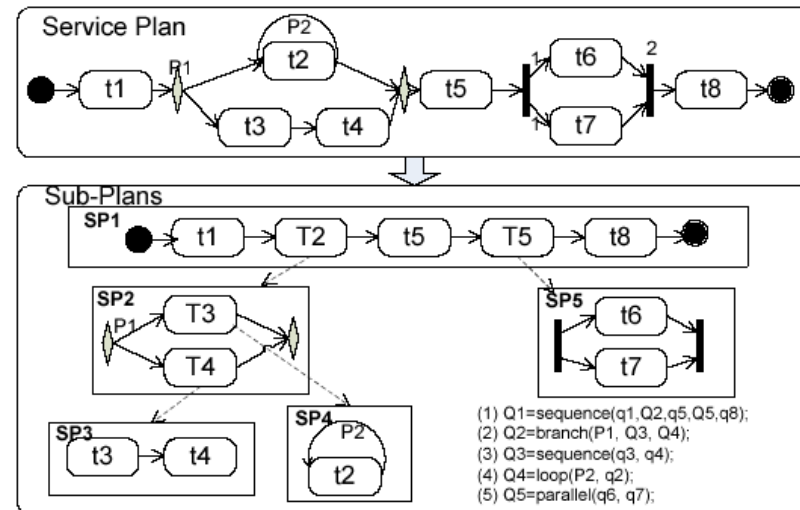 Service Plan
P2
P1
t1
t2
t3
t4
t5
1
1
t6
t7
2
t8
Sub-Plans
SP1
t1
T2
t5
T5
t8
SP2
P1
T3
T4
SP5
t6
t7
SP3
t3
t4
SP4
P2
t2
(1) Q1=sequence(q1,Q2,q5,Q5,q8);
(2) Q2=branch(P1, Q3, Q4);
(3) Q3=sequence(q3, q4);
(4) Q4=loop(P2, q2);
(5) Q5=parallel(q6, q7);